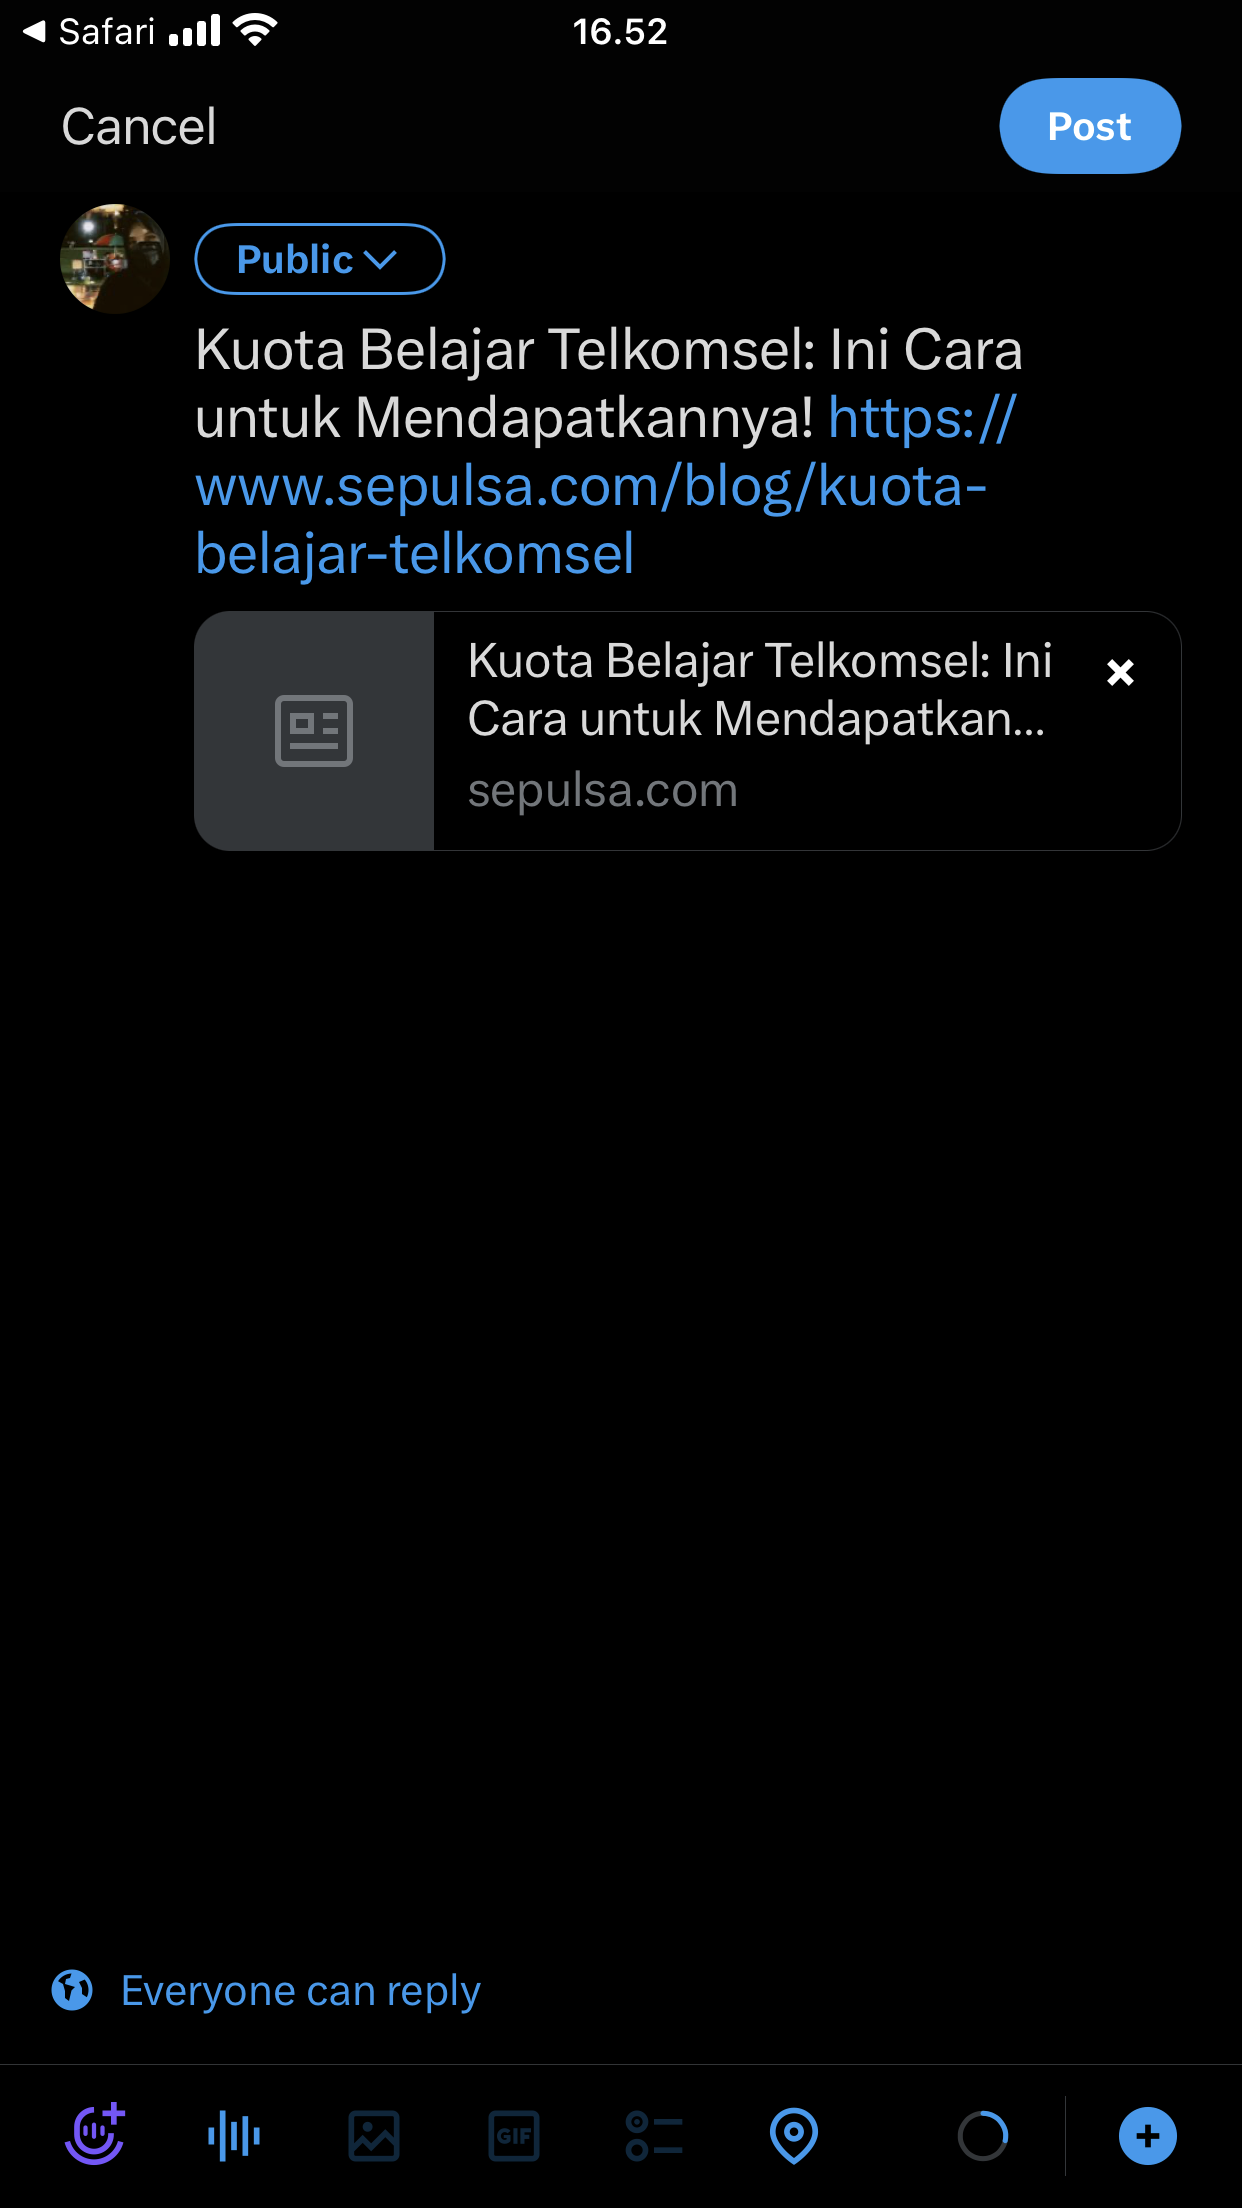 Safari
16.52
Cancel
Post
Public
Kuota Belajar Telkomsel: Ini Cara
untuk Mendapatkannya! https://
www.sepulsa.com/blog/kuota-
belajar-telkomsel
Kuota Belajar Telkomsel: Ini
Cara untuk Mendapatkan...
sepulsa.com
Everyone can reply
GIF